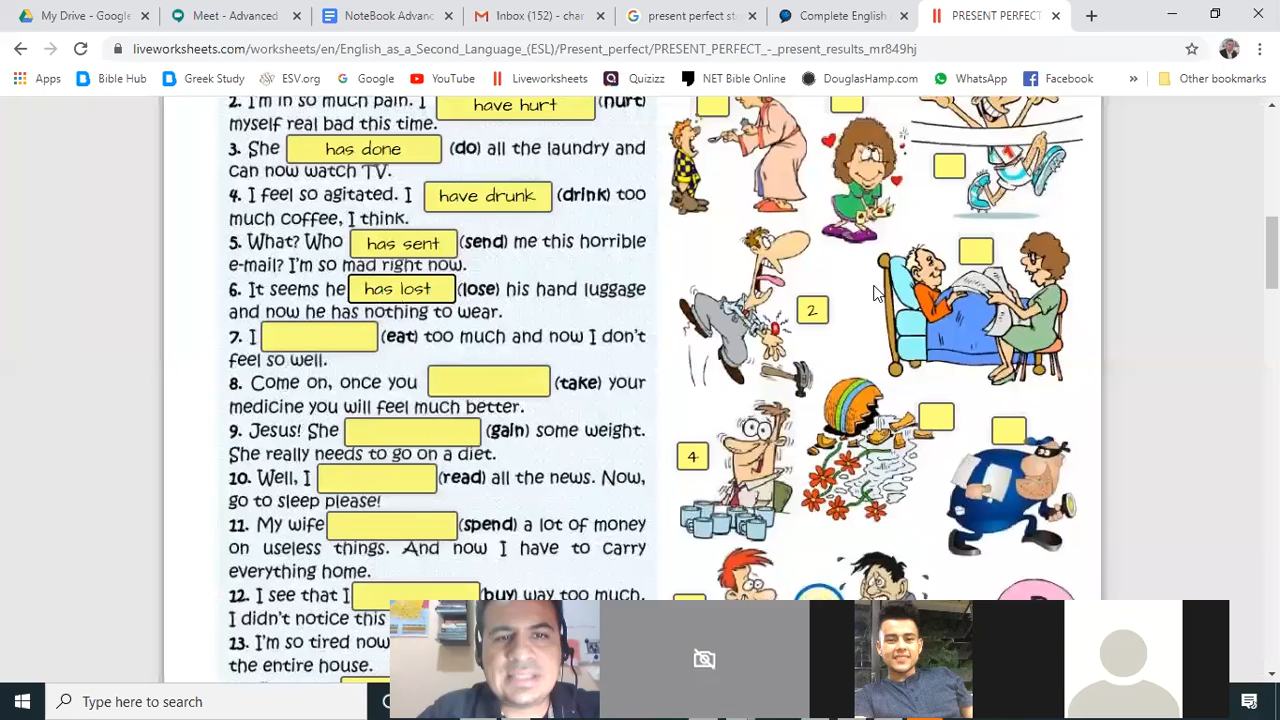 My Drive - Google
Meet - Advanced
NoteBook Advanc
Inbox (152) - char
present perfect
Complete English
PRESENT PERFECT
liveworksheets.com/worksheets/en/English_as_a_Second_Language_(ESL)/Present_perfect/PRESENT_PERFECT_-_present_results_mr849hj
Apps
Bible Hub
Greek Study
ESV.org
Google
YouTube
Liveworksheets
Quizizz
NET Bible Online
DouglasHamp.com
WhatsApp
Facebook
»
Other bookmarks
2. I'm in so much pain. I have hurt (hurt)
myself real bad this time.
3. She has done (do) all the laundry and
can now watch TV.
4. I feel so agitated. I have drunk (drink) too
much coffee, I think.
5. What? Who has sent (send) me this horrible
e-mail? I'm so mad right now.
6. It seems he has lost (lose) his hand luggage
and now he has nothing to wear.
7. I (eat) too much and now I don't
feel so well.
8. Come on, once you (take) your
medicine you will feel much better.
9. Jesus! She (gain) some weight.
She really needs to go on a diet.
10. Well, I (read) all the news. Now,
go to sleep please!
11. My wife (spend) a lot of money
on useless things. And now I have to carry
everything home.
12. I see that I (buy) way too much.
I didn't notice this
13. I'm so tired now
the entire house.
2
4
Type here to search